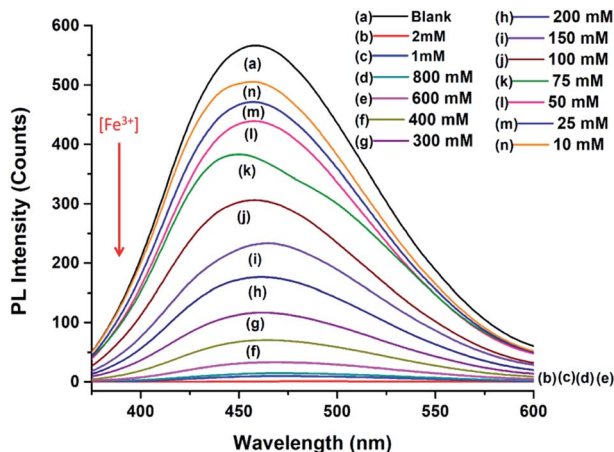 (a) Blank
(b) 2mM
(c) 1mM
(d) 800 mM
(e) 600 mM
(f) 400 mM
(g) 300 mM
(h) 200 mM
(i) 150 mM
(j) 100 mM
(k) 75 mM
(l) 50 mM
(m) 25 mM
(n) 10 mM
PL Intensity (Counts)
600
500
400
300
200
100
0
[Fe³⁺]
(a)
(n)
(m)
(l)
(k)
(j)
(i)
(h)
(g)
(f)
(b) (c) (d) (e)
400 450 500 550 600
Wavelength (nm)